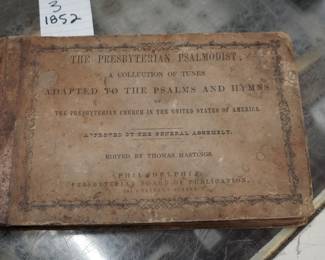 3
1852
THE PRESBYTERIAN PSALMODIST,
A COLLECTION OF TUNES
ADAPTED TO THE PSALMS AND HYMNS
OF
THE PRESBYTERIAN CHURCH IN THE UNITED STATES OF AMERICA.
APPROVED BY THE GENERAL ASSEMBLY.
EDITED BY THOMAS HASTINGS.
PHILADELPHIA:
PRESBYTERIAN BOARD OF PUBLICATION,
STREET